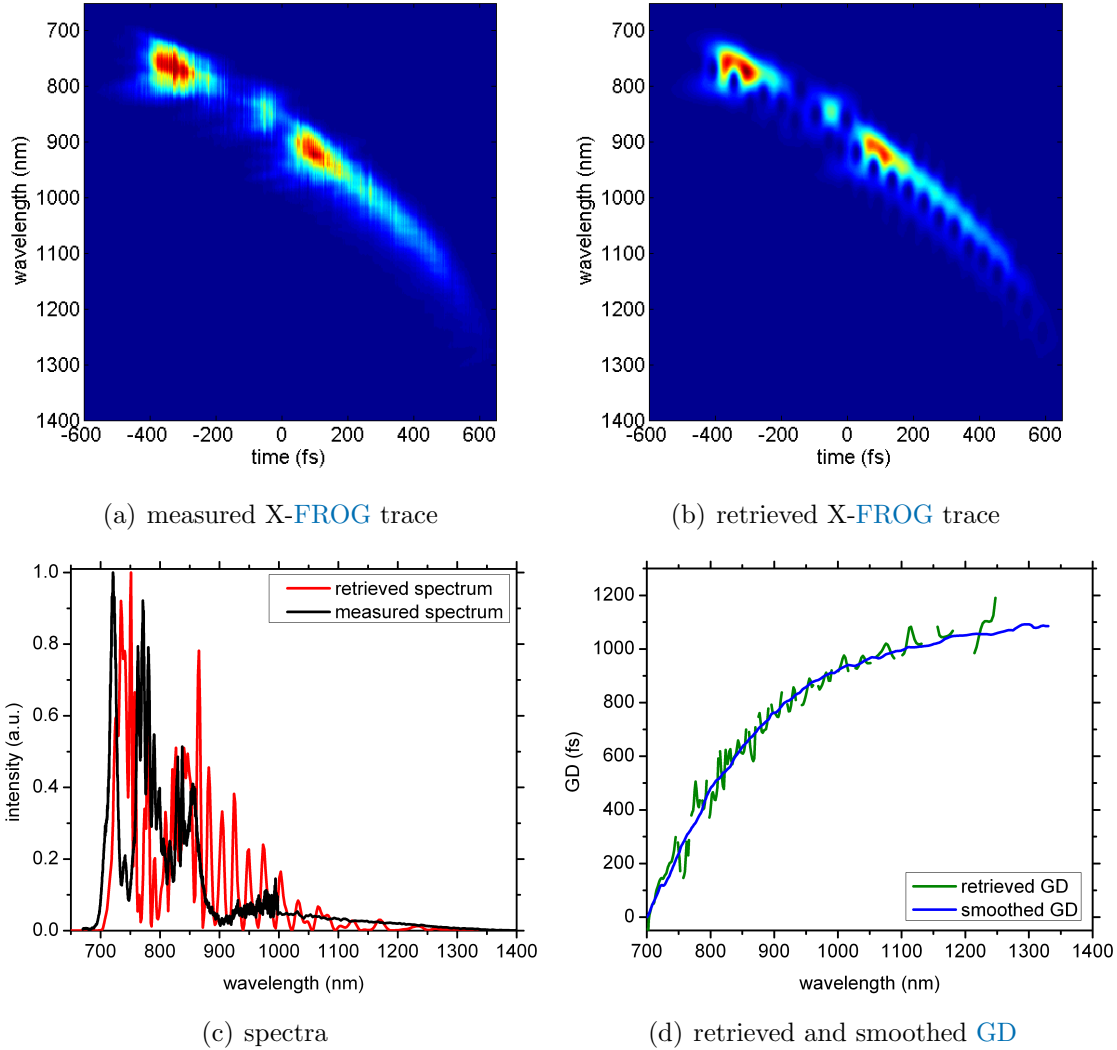 700
800
900
1000
1100
1200
1300
1400
wavelength (nm)
-600 -400 -200 0 200 400 600
time (fs)
(a) measured X-FROG trace
700
800
900
1000
1100
1200
1300
1400
wavelength (nm)
-600 -400 -200 0 200 400 600
time (fs)
(b) retrieved X-FROG trace
1.0
0.8
0.6
0.4
0.2
0.0
intensity (a.u.)
retrieved spectrum
measured spectrum
700 800 900 1000 1100 1200 1300 1400
wavelength (nm)
(c) spectra
1200
1000
800
600
400
200
0
GD (fs)
retrieved GD
smoothed GD
700 800 900 1000 1100 1200 1300 1400
wavelength (nm)
(d) retrieved and smoothed GD